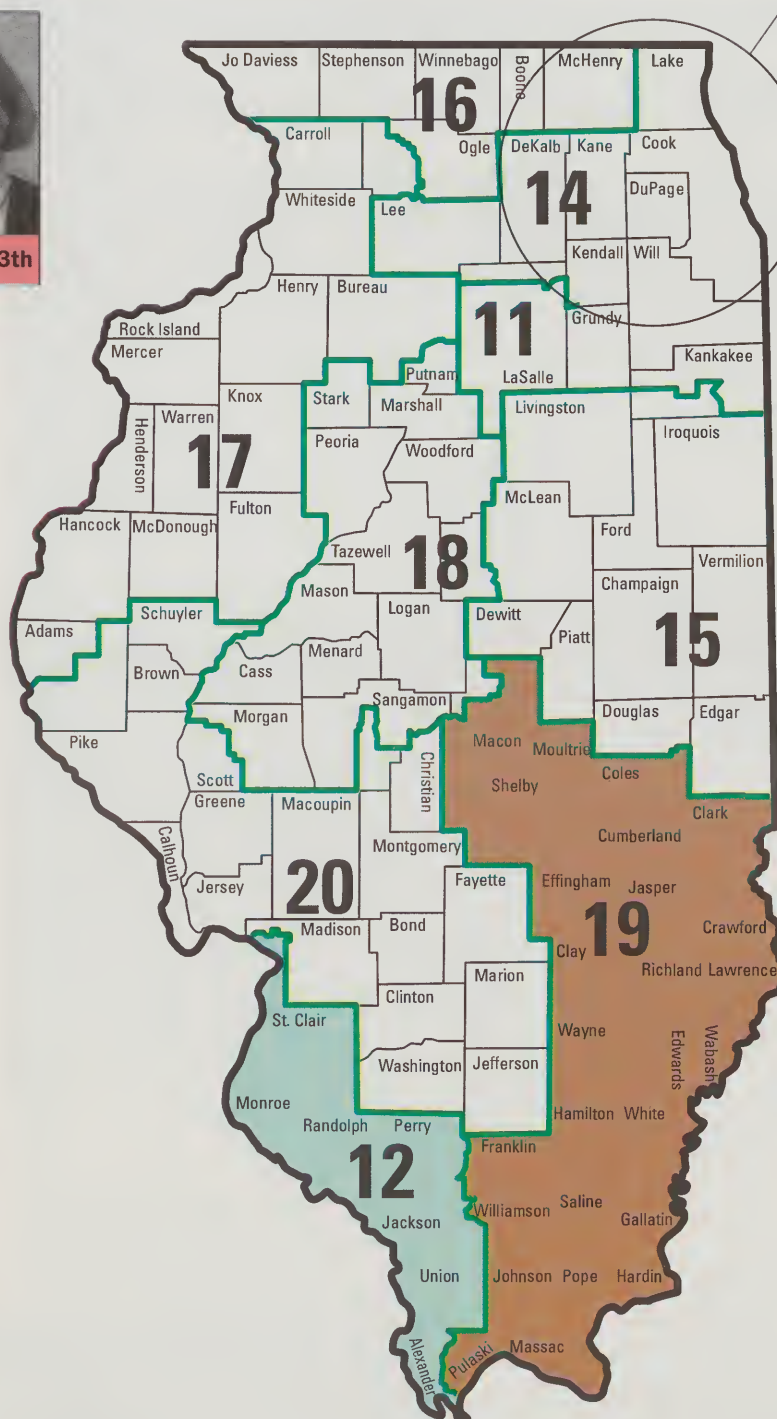 3th
Jo Daviess
Stephenson
Winnebago
Boone
McHenry
Lake
16
Carroll
Ogle
DeKalb
Kane
Cook
14
DuPage
Whiteside
Lee
Kendall
Will
Henry
Bureau
11
Grundy
Rock Island
Mercer
Putnam
LaSalle
Kankakee
Knox
Stark
Marshall
Livingston
Henderson
Warren
17
Peoria
Woodford
Iroquois
Fulton
McLean
Hancock
McDonough
Ford
Tazewell
18
Vermilion
Mason
Champaign
Schuyler
Logan
Dewitt
Adams
Piatt
15
Menard
Brown
Cass
Sangamon
Morgan
Douglas
Edgar
Pike
Macon
Moultrie
Christian
Coles
Scott
Shelby
Greene
Macoupin
Clark
Calhoun
Cumberland
Montgomery
20
Jersey
Fayette
Effingham
Jasper
19
Madison
Bond
Crawford
Clay
Marion
Richland
Lawrence
Clinton
St. Clair
Wayne
Edwards
Wabash
Washington
Jefferson
Monroe
Hamilton
White
Randolph
Perry
Franklin
12
Williamson
Saline
Jackson
Gallatin
Union
Johnson
Pope
Hardin
Alexander
Pulaski
Massac